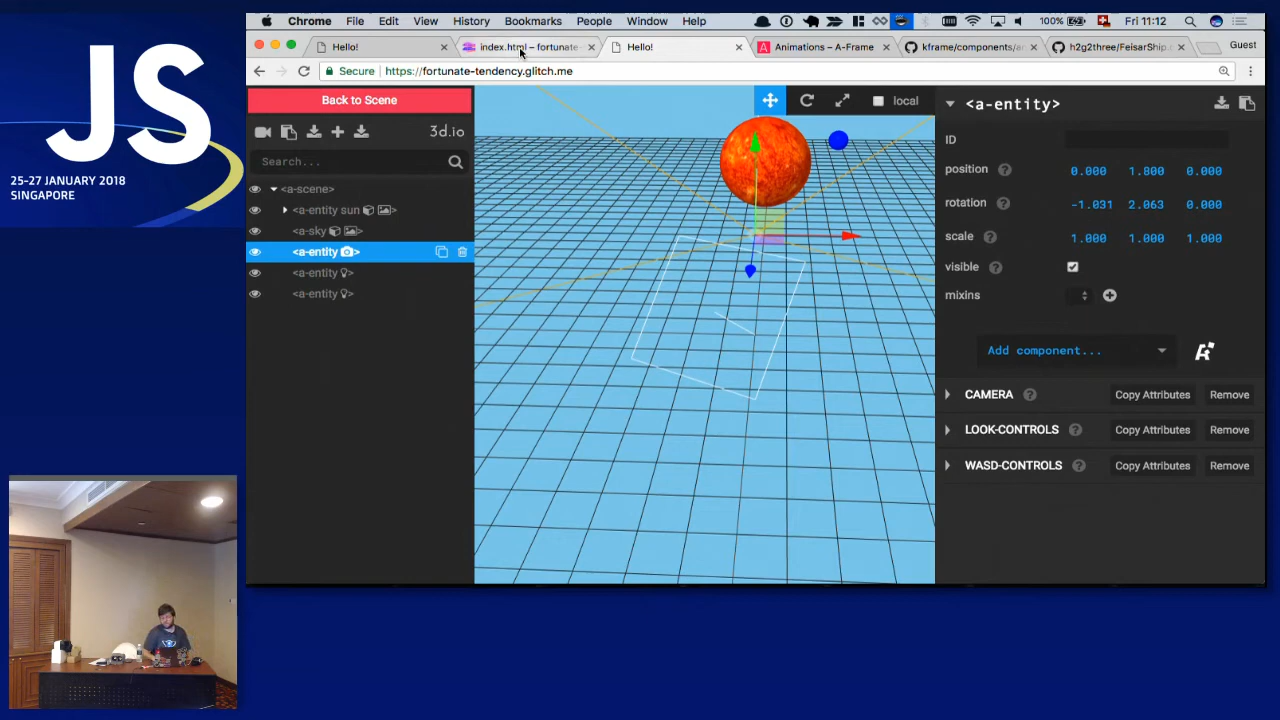 JS
25-27 JANUARY 2018
SINGAPORE
Chrome File Edit View History Bookmarks People Window Help
100%
Fri 11:12
Hello!
index.html – fortunate-
Hello!
Animations – A-Frame
kframe/components/a
h2g2three/FeisarShip.
Guest
Secure
https://fortunate-tendency.glitch.me
Back to Scene
3d.io
Search...
<a-scene>
<a-entity sun >
<a-sky >
<a-entity >
<a-entity >
<a-entity >
local
<a-entity>
ID
position 0.000 1.800 0.000
rotation -1.031 2.063 0.000
scale 1.000 1.000 1.000
visible
mixins
Add component...
CAMERA Copy Attributes Remove
LOOK-CONTROLS Copy Attributes Remove
WASD-CONTROLS Copy Attributes Remove